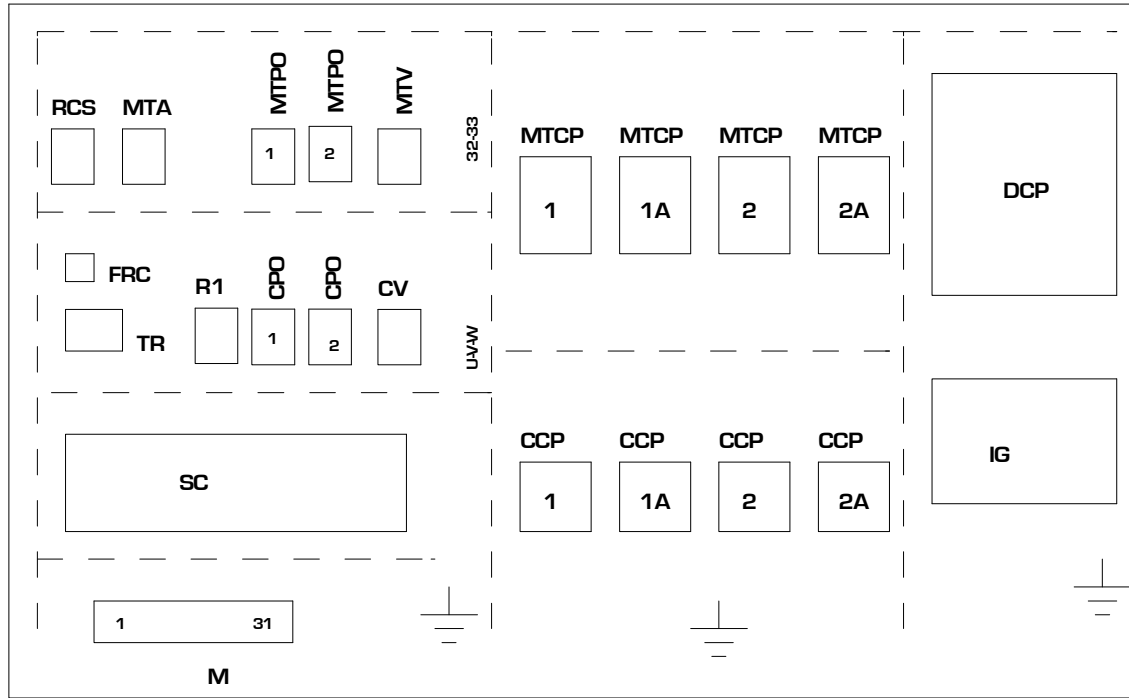 RCS MTA MTPO MTPO MTV
1 2
32-33
MTCP MTCP MTCP MTCP
1 1A 2 2A
DCP
FRC
R1 CPO CPO CV
TR
1 2
U-V-W
SC
CCP CCP CCP CCP
1 1A 2 2A
IG
1 31
M